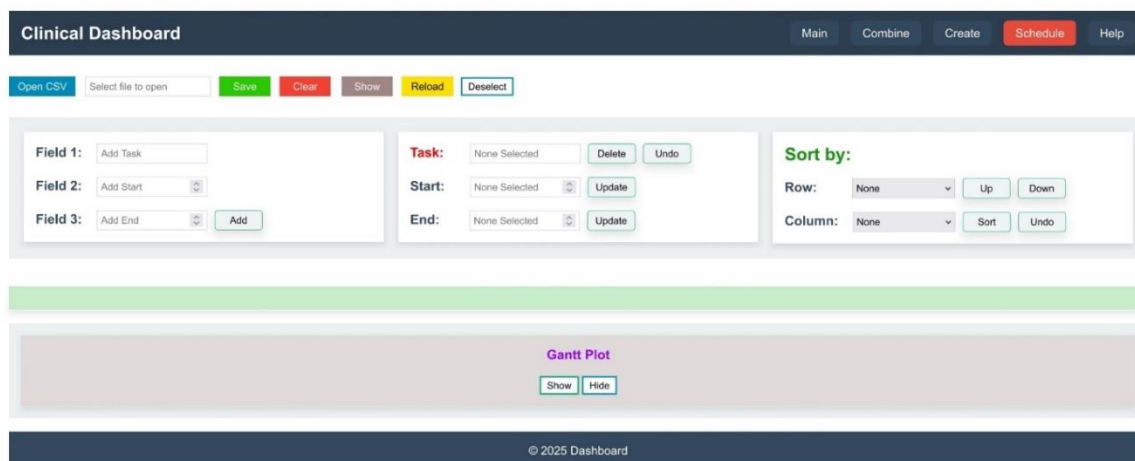 Clinical Dashboard Main Combine Create Schedule Help
Open CSV Select file to open Save Clear Show Reload Deselect
Field 1: Add Task
Field 2: Add Start
Field 3: Add End Add
Task: None Selected Delete Undo
Start: None Selected Update
End: None Selected Update
Sort by:
Row: None Up Down
Column: None Sort Undo
Gantt Plot
Show Hide
© 2025 Dashboard